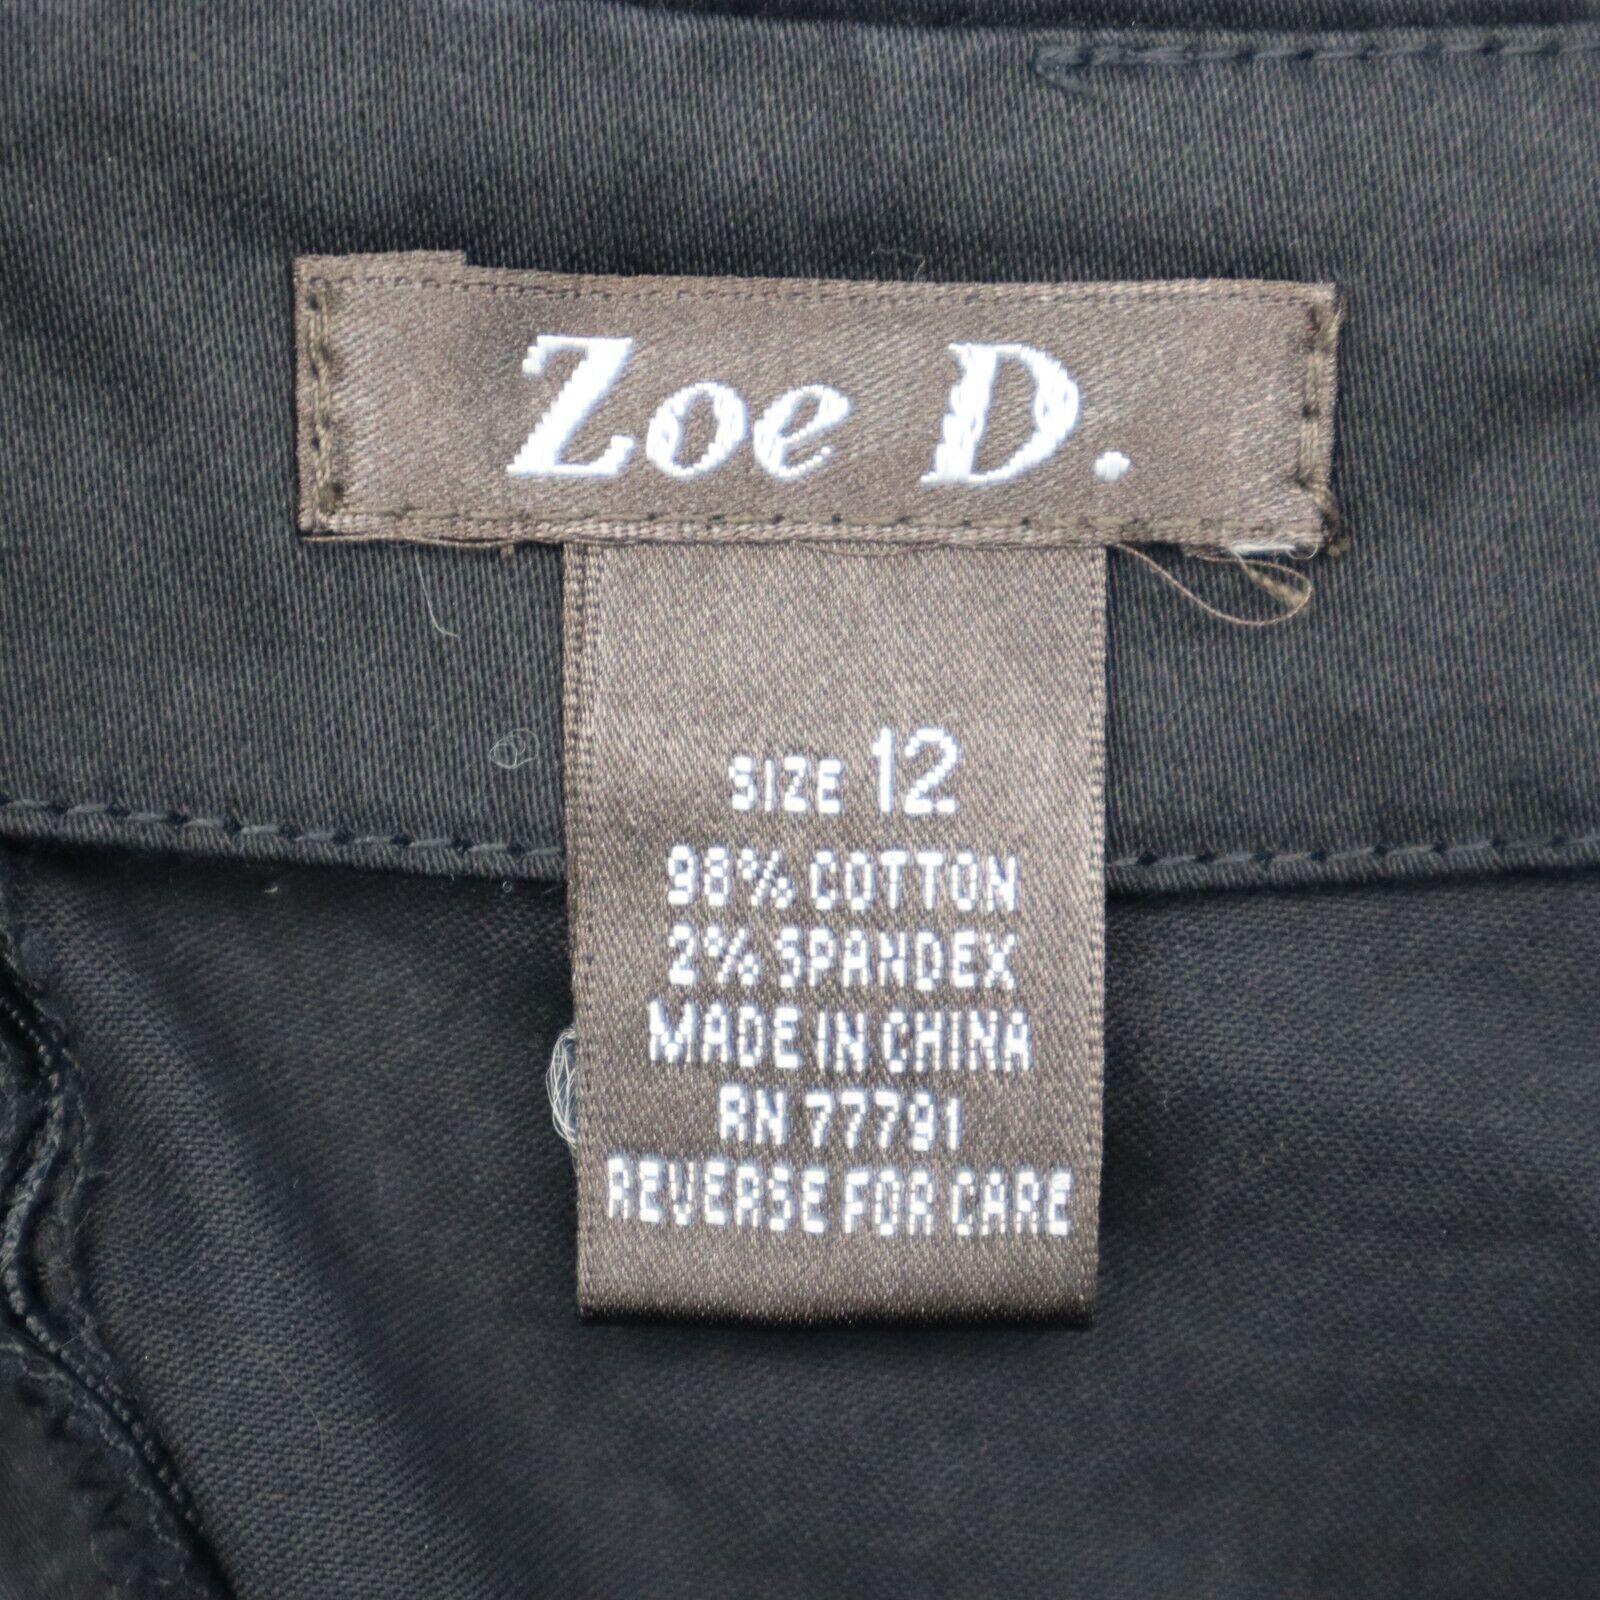 Zoe D.
SIZE 12
98% COTTON
2% SPANDEX
MADE IN CHINA
RN 77791
REVERSE FOR CARE